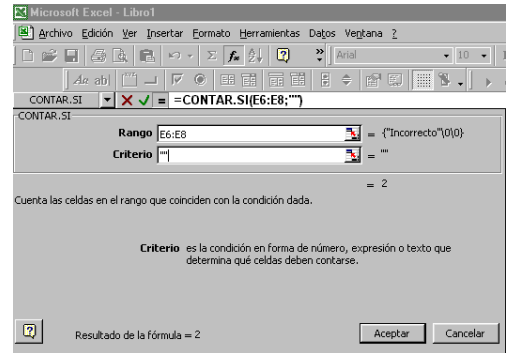 Microsoft Excel - Libro1
Archivo Edición Ver Insertar Formato Herramientas Datos Ventana ?
Σ fx ? » Arial 10
Aa ab|
CONTAR.SI = =CONTAR.SI(E6:E8;"")
CONTAR.SI
Rango E6:E8 = {"Incorrecto"\0\0}
Criterio "" = ""
= 2
Cuenta las celdas en el rango que coinciden con la condición dada.
Criterio es la condición en forma de número, expresión o texto que
determina qué celdas deben contarse.
? Resultado de la fórmula = 2 Aceptar Cancelar